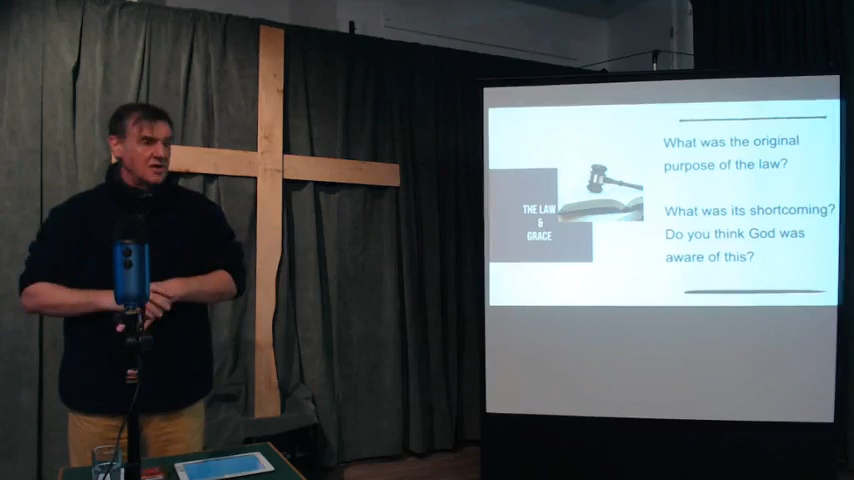 THE LAW
&
GRACE
What was the original
purpose of the law?
What was its shortcoming?
Do you think God was
aware of this?